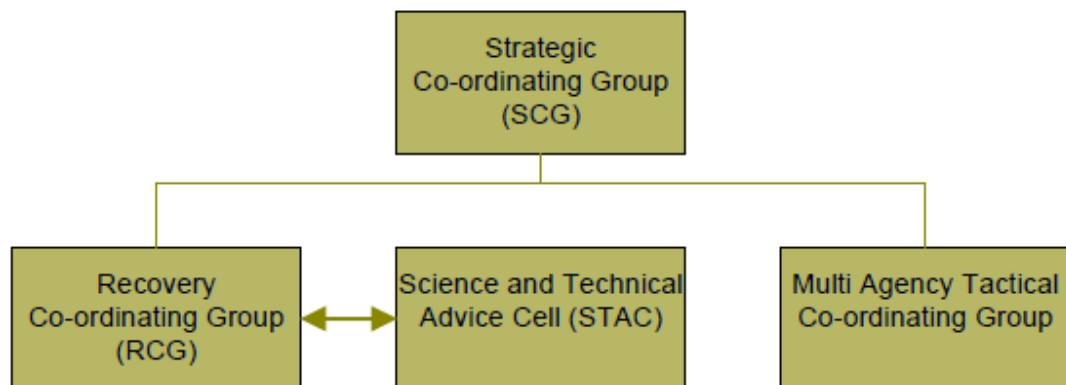 Strategic
Co-ordinating Group
(SCG)
Recovery
Co-ordinating Group
(RCG)
Science and Technical
Advice Cell (STAC)
Multi Agency Tactical
Co-ordinating Group